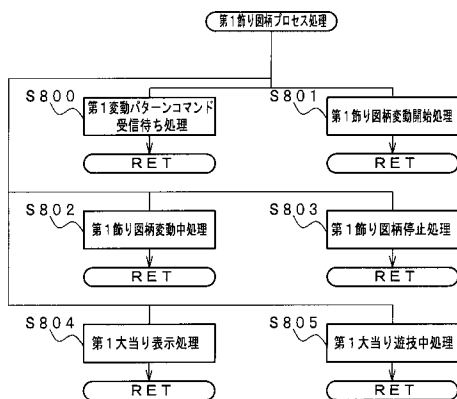 第1飾り図柄プロセス処理
S800
第1変動パターンコマンド
受信待ち処理
RET
S801
第1飾り図柄変動開始処理
RET
S802
第1飾り図柄変動中処理
RET
S803
第1飾り図柄停止処理
RET
S804
第1大当り表示処理
RET
S805
第1大当り遊技中処理
RET